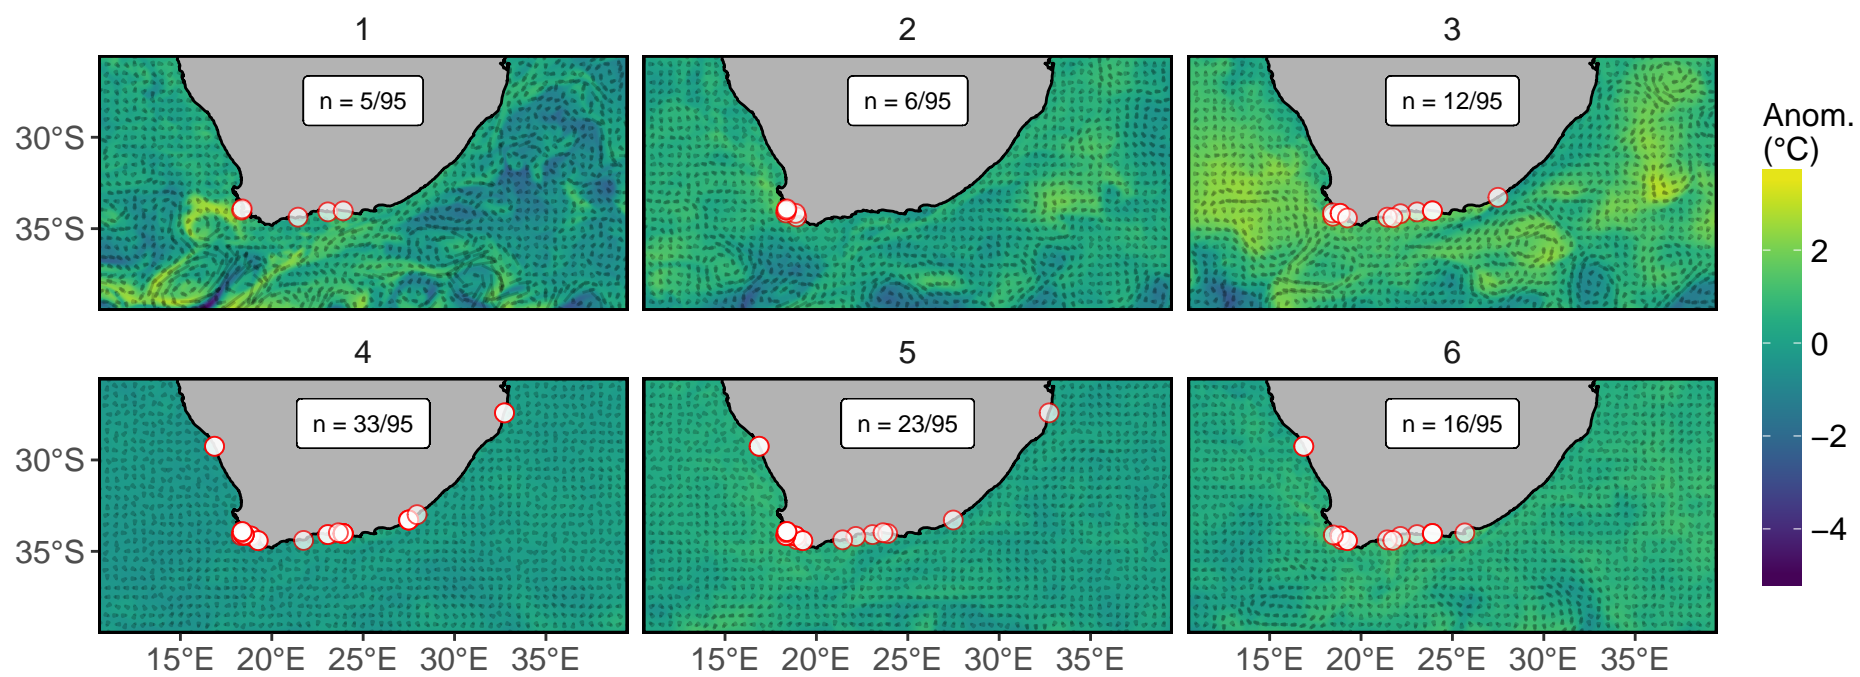 1 2 3
n = 5/95 n = 6/95 n = 12/95
30°S
35°S
Anom.
(°C)
2
0
−2
−4
4 5 6
n = 33/95 n = 23/95 n = 16/95
30°S
35°S
15°E 20°E 25°E 30°E 35°E 15°E 20°E 25°E 30°E 35°E 15°E 20°E 25°E 30°E 35°E